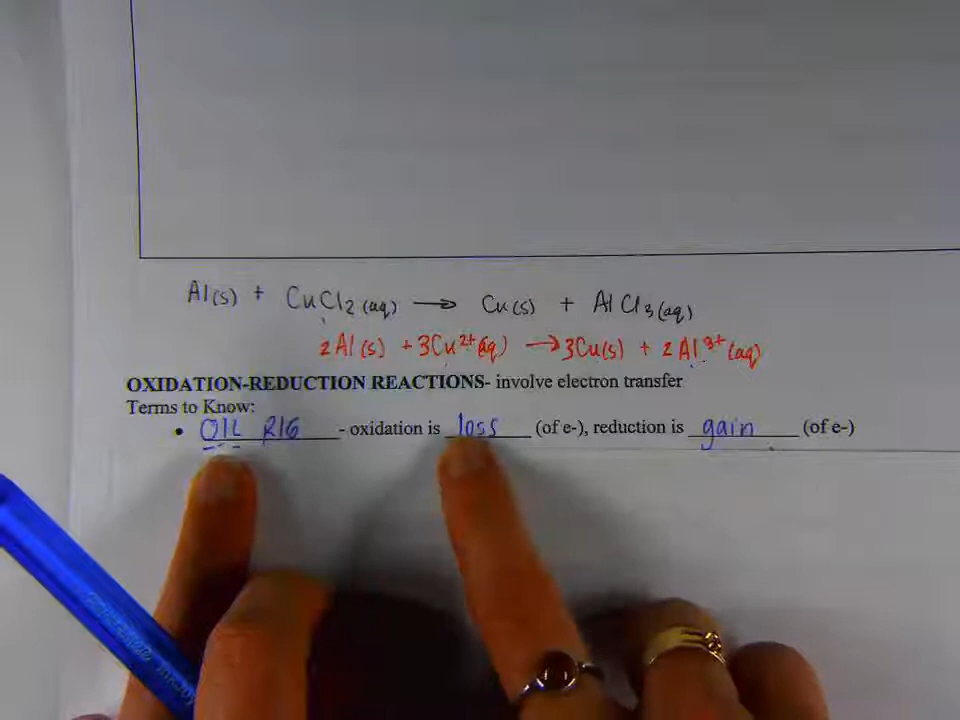 Al(s) + CuCl2(aq) → Cu(s) + AlCl3(aq)
2Al(s) + 3Cu2+(aq) → 3Cu(s) + 2Al3+(aq)
OXIDATION-REDUCTION REACTIONS- involve electron transfer
Terms to Know:
• OIL RIG - oxidation is loss (of e-), reduction is gain (of e-)